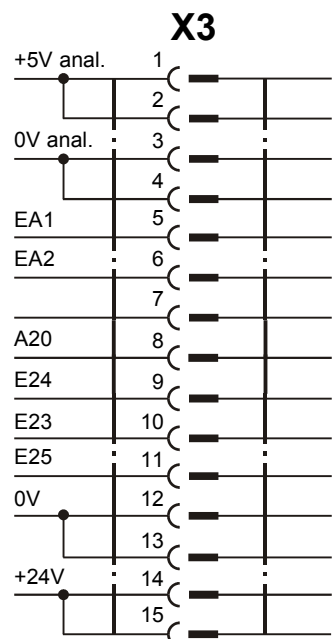 X3
+5V anal. 1
2
0V anal. 3
4
EA1 5
EA2 6
7
A20 8
E24 9
E23 10
E25 11
0V 12
13
+24V 14
15